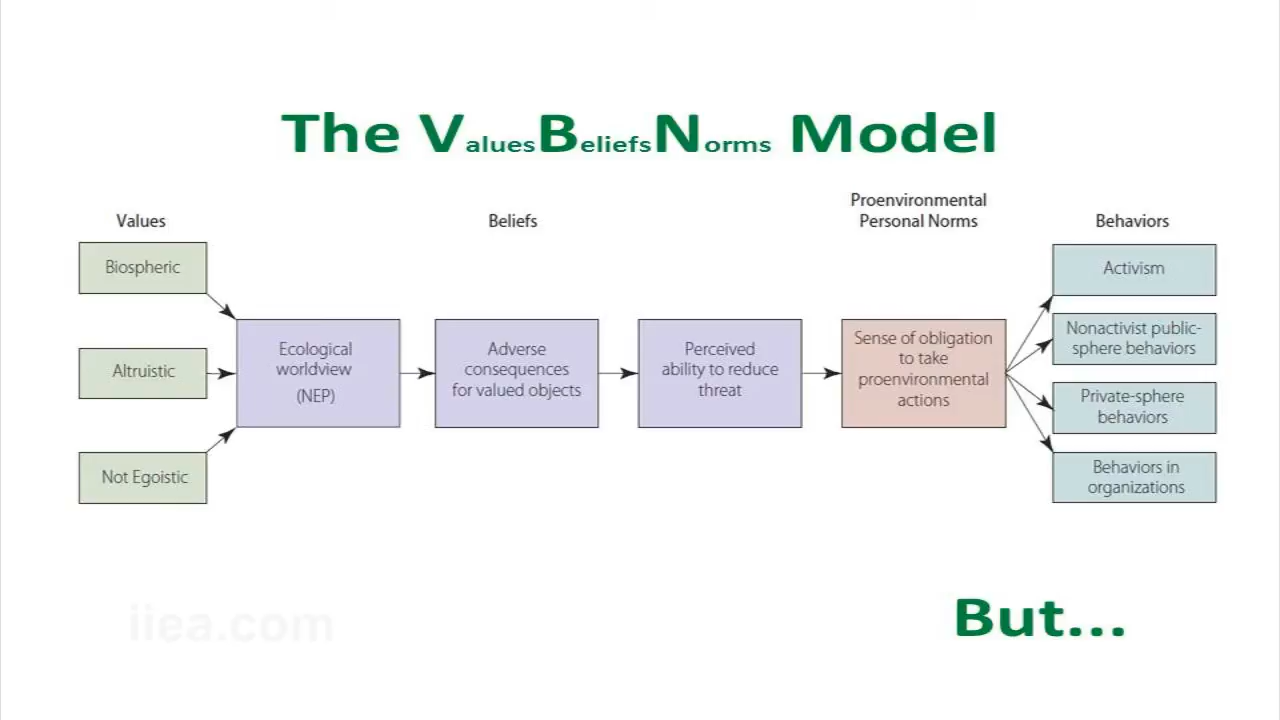 The ValuesBeliefsNorms Model
Values
Beliefs
Proenvironmental
Personal Norms
Behaviors
Biospheric
Altruistic
Not Egoistic
Ecological
worldview
(NEP)
Adverse
consequences
for valued objects
Perceived
ability to reduce
threat
Sense of obligation
to take
proenvironmental
actions
Activism
Nonactivist public-
sphere behaviors
Private-sphere
behaviors
Behaviors in
organizations
iiea.com
But...